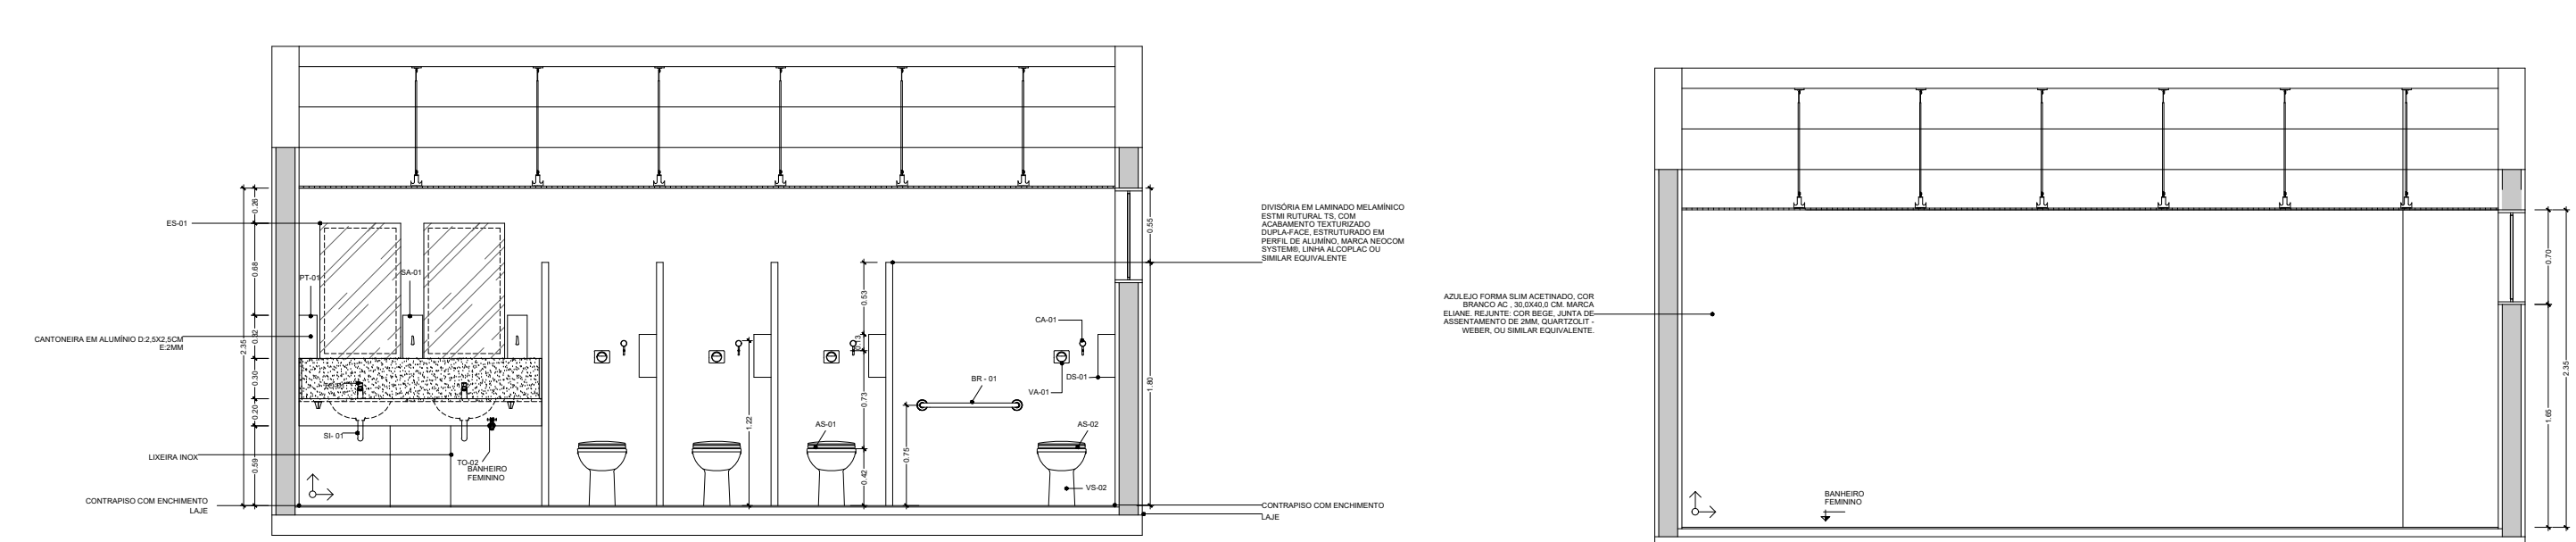 ES-01
PT-01
SA-01
CANTONEIRA EM ALUMÍNIO D:2,5X2,5CM
E:2MM
SI- 01
LIXEIRA INOX
TO-02
BANHEIRO
FEMININO
CONTRAPISO COM ENCHIMENTO
LAJE
2.35
0.26
0.68
0.32
0.30
0.20
0.59
1.22
AS-01
0.53
0.13
0.73
0.42
0.75
BR - 01
CA-01
VA-01
DS-01
AS-02
VS-02
0.55
1.80
DIVISÓRIA EM LAMINADO MELAMÍNICO
ESTMI RUTURAL TS, COM
ACABAMENTO TEXTURIZADO
DUPLA-FACE, ESTRUTURADO EM
PERFIL DE ALUMÍNO, MARCA NEOCOM
SYSTEM®, LINHA ALCOPLAC OU
SIMILAR EQUIVALENTE
CONTRAPISO COM ENCHIMENTO
LAJE
AZULEJO FORMA SLIM ACETINADO, COR
BRANCO AC , 30,0X40,0 CM. MARCA
ELIANE. REJUNTE: COR BEGE, JUNTA DE
ASSENTAMENTO DE 2MM, QUARTZOLIT -
WEBER, OU SIMILAR EQUIVALENTE.
BANHEIRO
FEMININO
0.70
1.65
2.35